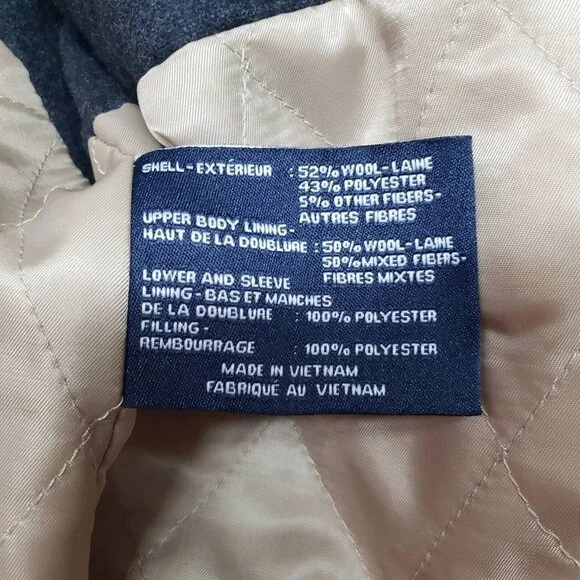 SHELL-EXTÉRIEUR : 52% WOOL-LAINE
43% POLYESTER
5% OTHER FIBERS-
AUTRES FIBRES
UPPER BODY LINING-
HAUT DE LA DOUBLURE : 50% WOOL-LAINE
50% MIXED FIBERS-
FIBRES MIXTES
LOWER AND SLEEVE
LINING-BAS ET MANCHES
DE LA DOUBLURE : 100% POLYESTER
FILLING-
REMBOURRAGE : 100% POLYESTER
MADE IN VIETNAM
FABRIQUÉ AU VIETNAM